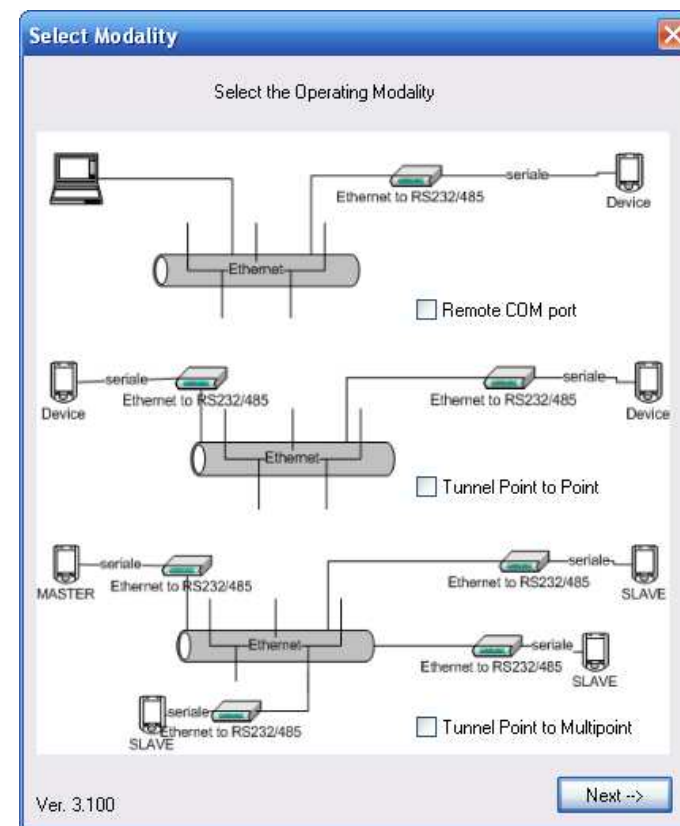 Select Modality
Select the Operating Modality
seriale
Ethernet to RS232/485
Device
Ethernet
Remote COM port
seriale
seriale
Device
Ethernet to RS232/485
Ethernet to RS232/485
Device
Ethernet
Tunnel Point to Point
seriale
seriale
MASTER
Ethernet to RS232/485
Ethernet to RS232/485
SLAVE
Ethernet
seriale
Ethernet to RS232/485
SLAVE
seriale
Ethernet to RS232/485
SLAVE
Tunnel Point to Multipoint
Ver. 3.100
Next -->